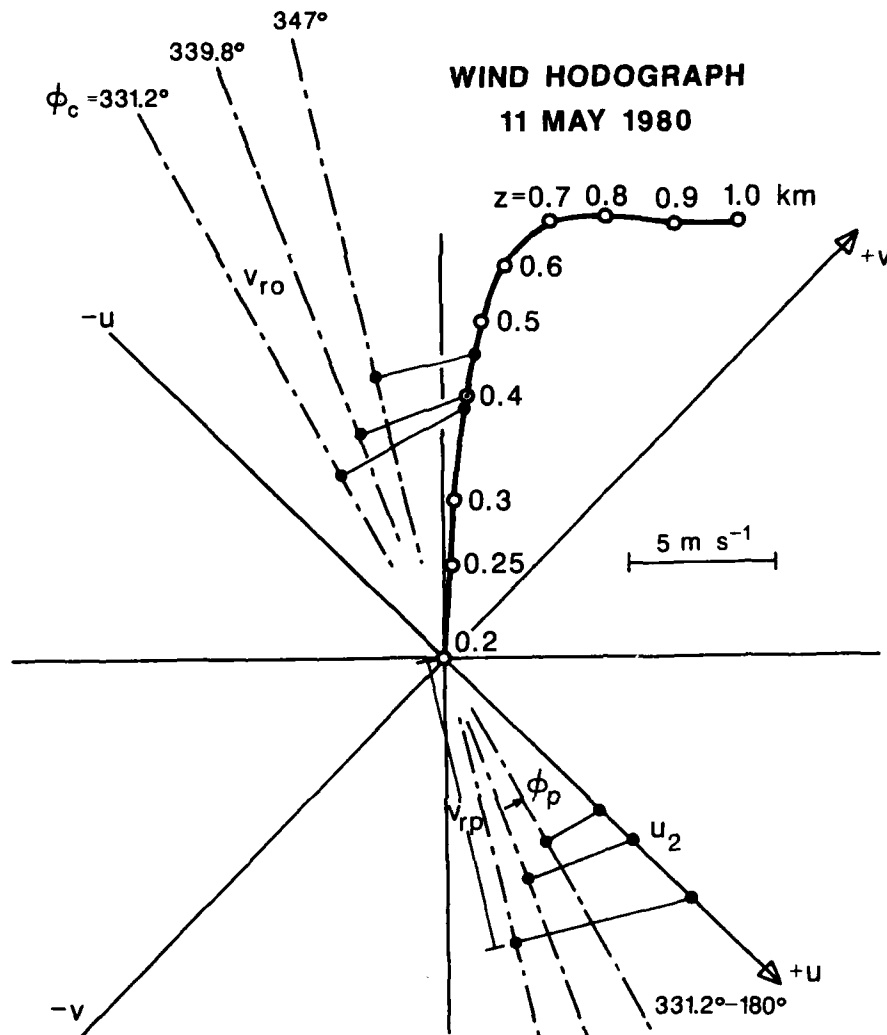 347°
339.8°
ϕc =331.2°
WIND HODOGRAPH
11 MAY 1980
z=0.7 0.8 0.9 1.0 km
+v
0.6
vro
−u
0.5
0.4
0.3
5 m s⁻¹
0.25
0.2
ϕp
vrp
u2
+u
331.2°−180°
−v